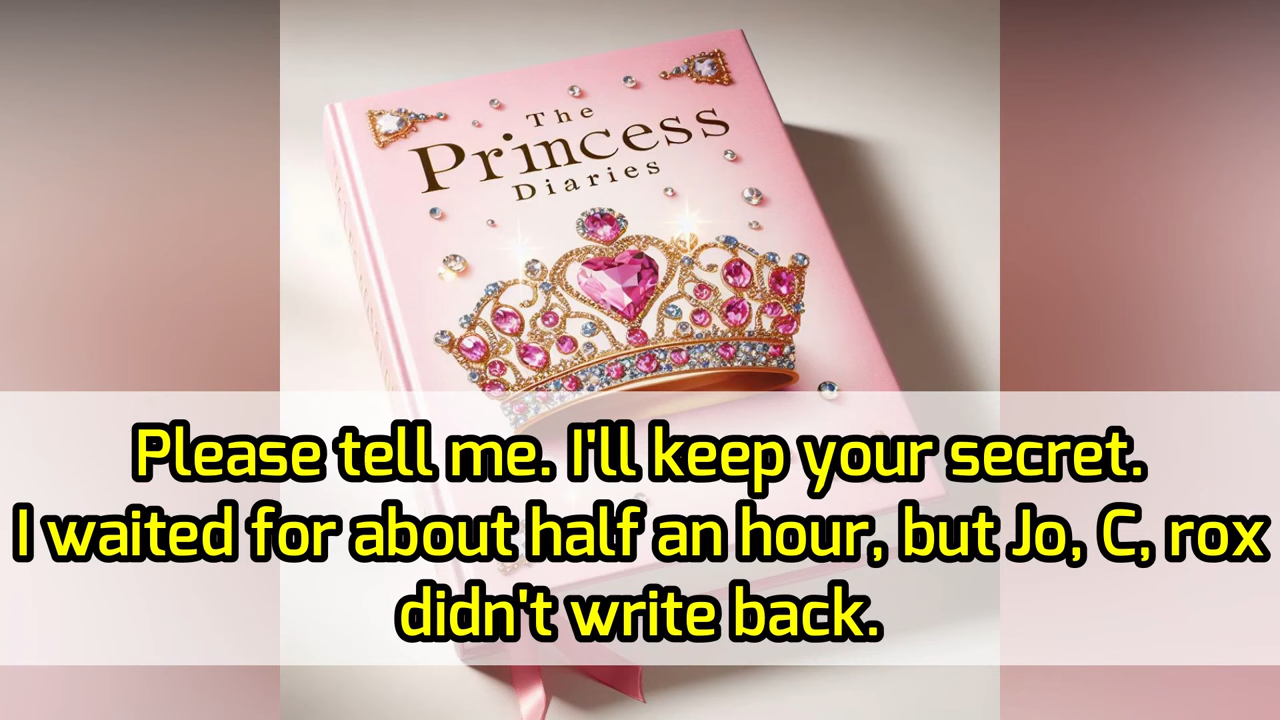 The
Princess
Diaries
Please tell me. I'll keep your secret.
I waited for about half an hour, but Jo, C, rox
didn't write back.